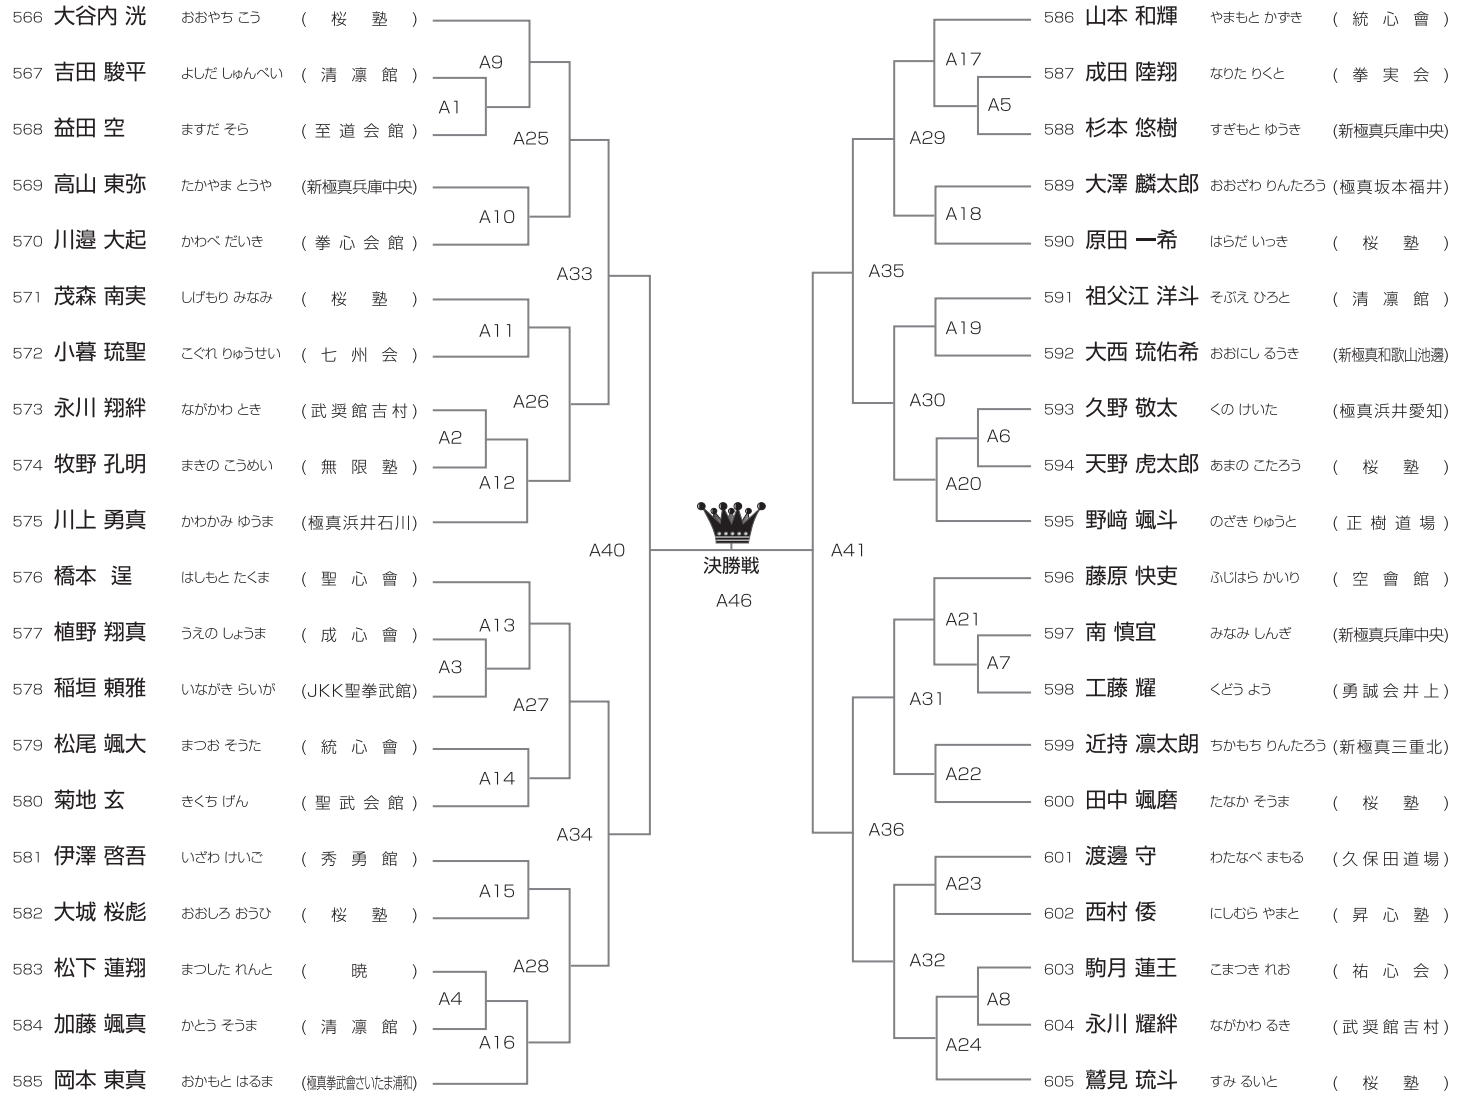 566 大谷内 洸 おおやち こう (桜塾)
567 吉田 駿平 よしだ しゅんぺい (清凛館)
568 益田 空 ますだ そら (至道会館)
569 高山 東弥 たかやま とうや (新極真兵庫中央)
570 川邉 大起 かわべ だいき (拳心会館)
571 茂森 南実 しげもり みなみ (桜塾)
572 小暮 琉聖 こぐれ りゅうせい (七州会)
573 永川 翔絆 ながかわ とき (武奨館吉村)
574 牧野 孔明 まきの こうめい (無限塾)
575 川上 勇真 かわかみ ゆうま (極真浜井石川)
576 橋本 逞 はしもと たくま (聖心會)
577 植野 翔真 うえの しょうま (成心會)
578 稲垣 頼雅 いながき らいが (JKK聖拳武館)
579 松尾 颯大 まつお そうた (統心會)
580 菊地 玄 きくち げん (聖武会館)
581 伊澤 啓吾 いざわ けいご (秀勇館)
582 大城 桜彪 おおしろ おうひ (桜塾)
583 松下 蓮翔 まつした れんと (暁)
584 加藤 颯真 かとう そうま (清凛館)
585 岡本 東真 おかもと はるま (極真拳武會さいたま浦和)
A9
A1
A25
A10
A33
A11
A26
A2
A12
A40
A13
A3
A27
A14
A34
A15
A28
A4
A16
決勝戦
A46
A17
A5
A29
A18
A35
A19
A30
A6
A20
A41
A21
A7
A31
A22
A36
A23
A32
A8
A24
586 山本 和輝 やまもと かずき (統心會)
587 成田 陸翔 なりた りくと (拳実会)
588 杉本 悠樹 すぎもと ゆうき (新極真兵庫中央)
589 大澤 麟太郎 おおざわ りんたろう (極真坂本福井)
590 原田 一希 はらだ いっき (桜塾)
591 祖父江 洋斗 そぶえ ひろと (清凛館)
592 大西 琉佑希 おおにし るうき (新極真和歌山池邊)
593 久野 敬太 くの けいた (極真浜井愛知)
594 天野 虎太郎 あまの こたろう (桜塾)
595 野﨑 颯斗 のざき りゅうと (正樹道場)
596 藤原 快吏 ふじはら かいり (空會館)
597 南 慎宜 みなみ しんぎ (新極真兵庫中央)
598 工藤 耀 くどう よう (勇誠会井上)
599 近持 凛太朗 ちかもち りんたろう (新極真三重北)
600 田中 颯磨 たなか そうま (桜塾)
601 渡邊 守 わたなべ まもる (久保田道場)
602 西村 倭 にしむら やまと (昇心塾)
603 駒月 蓮王 こまつき れお (祐心会)
604 永川 耀絆 ながかわ るき (武奨館吉村)
605 鷲見 琉斗 すみ るいと (桜塾)